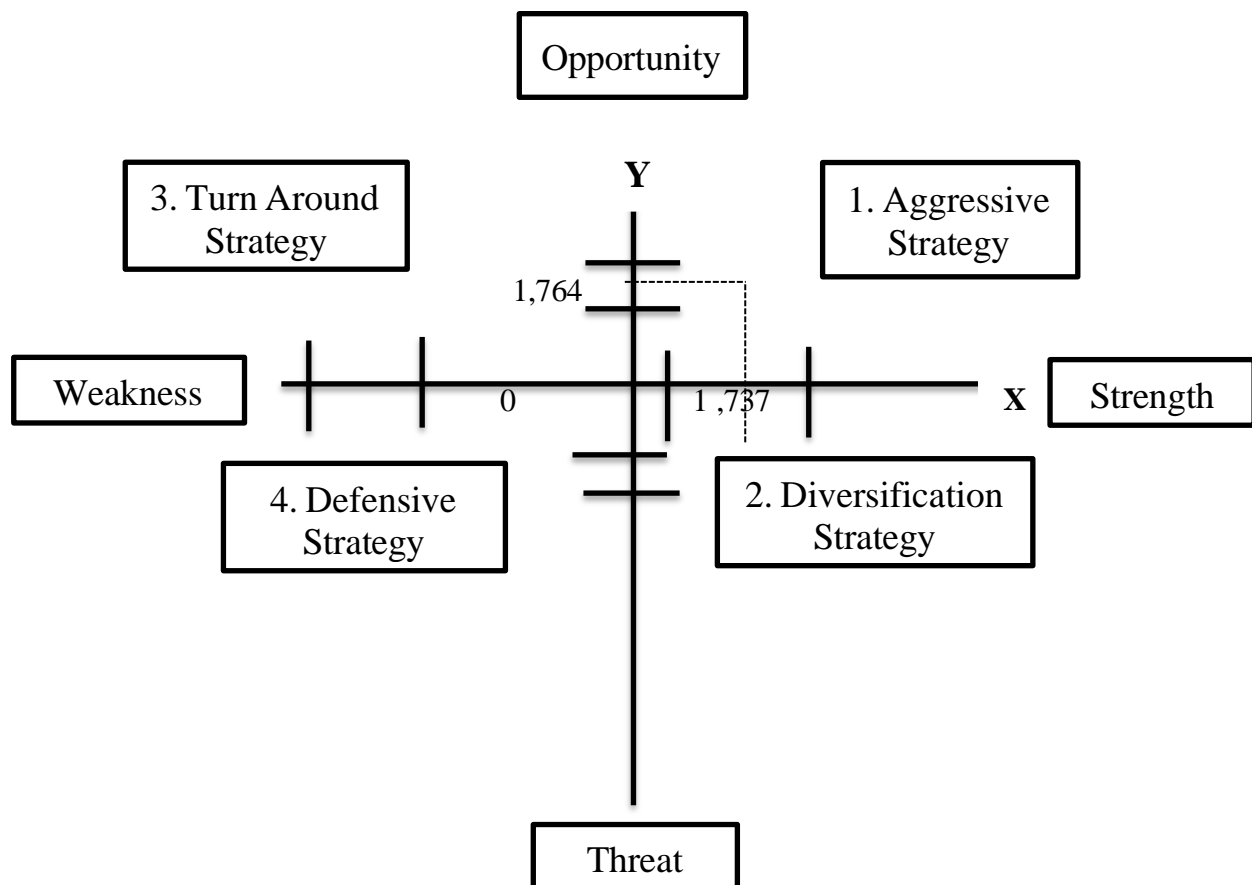 Opportunity
3. Turn Around
Strategy
Y
1. Aggressive
Strategy
1,764
Weakness
0
1 ,737
X
Strength
4. Defensive
Strategy
2. Diversification
Strategy
Threat